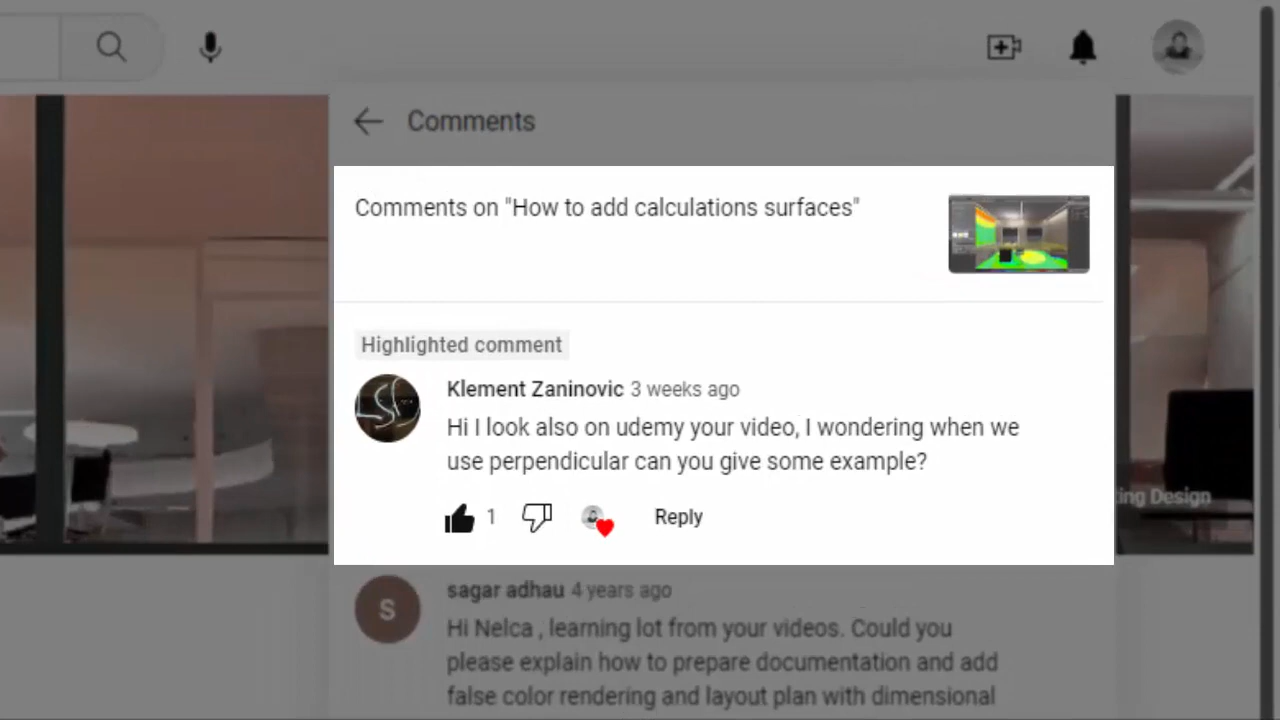 Comments
Comments on "How to add calculations surfaces"
Highlighted comment
Klement Zaninovic 3 weeks ago
Hi I look also on udemy your video, I wondering when we
use perpendicular can you give some example?
1
Reply
ing Design
S
sagar adhau 4 years ago
Hi Nelca , learning lot from your videos. Could you
please explain how to prepare documentation and add
false color rendering and layout plan with dimensional